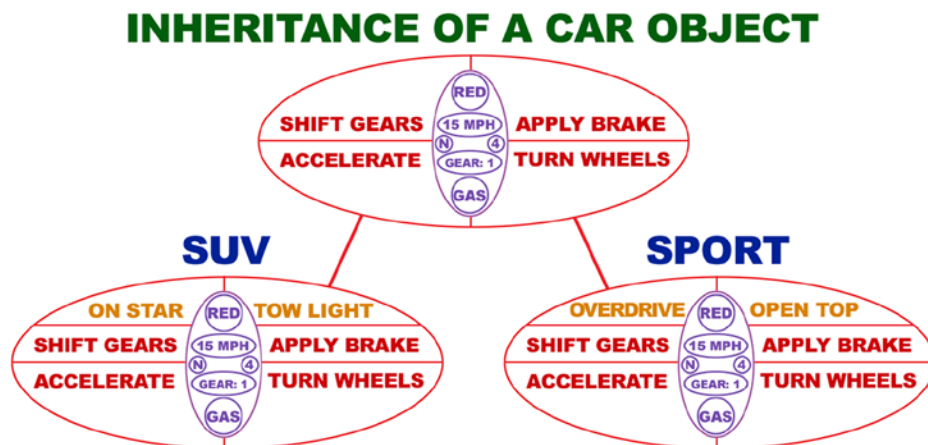 INHERITANCE OF A CAR OBJECT
RED
SHIFT GEARS 15 MPH APPLY BRAKE
N 4
ACCELERATE GEAR: 1 TURN WHEELS
GAS
SUV
ON STAR RED TOW LIGHT
SHIFT GEARS 15 MPH APPLY BRAKE
N 4
ACCELERATE GEAR: 1 TURN WHEELS
GAS
SPORT
OVERDRIVE RED OPEN TOP
SHIFT GEARS 15 MPH APPLY BRAKE
N 4
ACCELERATE GEAR: 1 TURN WHEELS
GAS